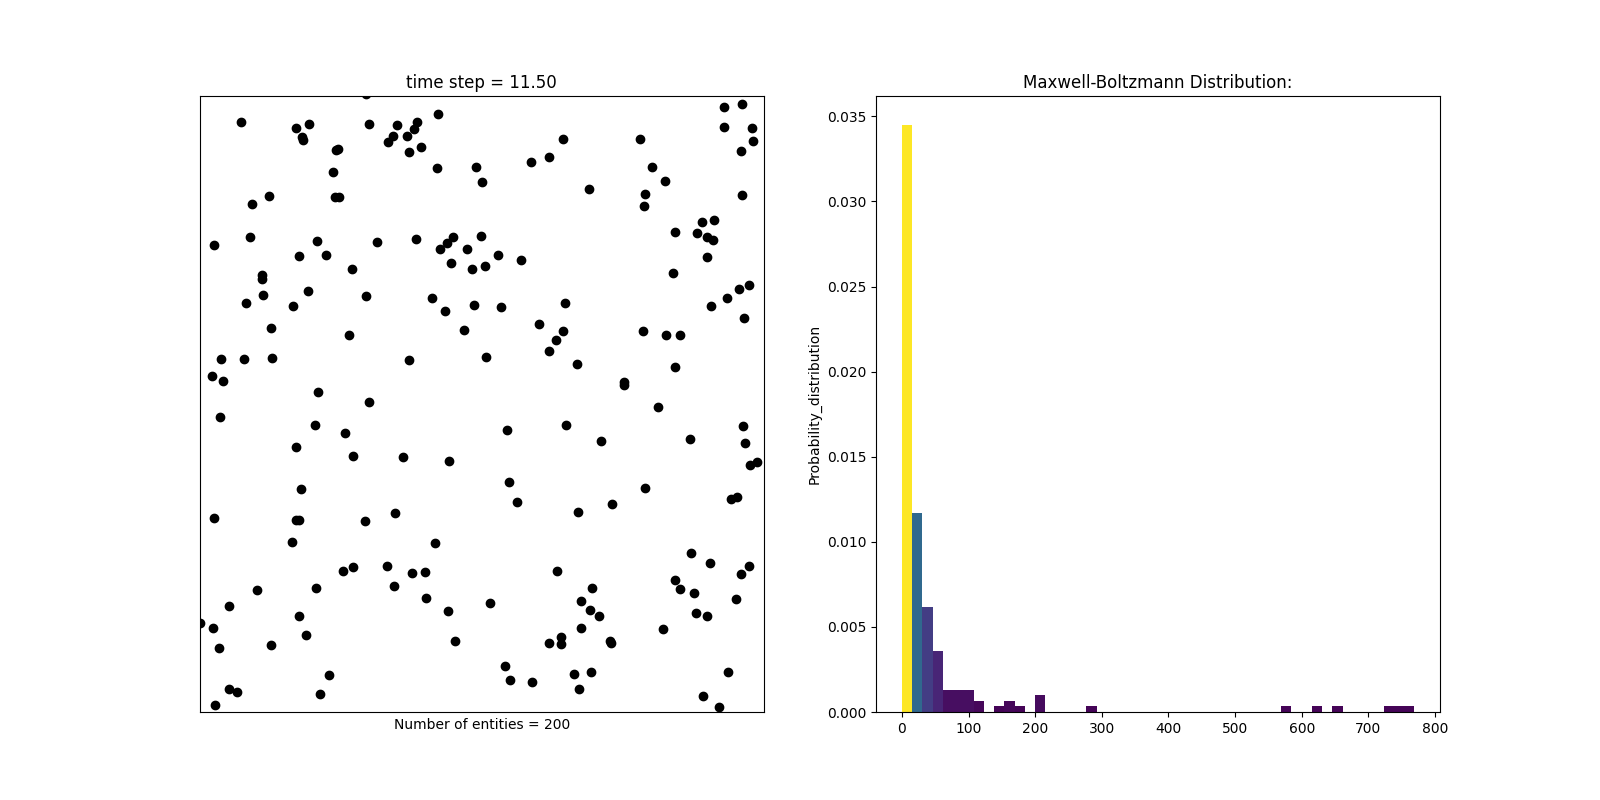 time step = 11.50
Number of entities = 200
Maxwell-Boltzmann Distribution:
Probability_distribution
0.035
0.030
0.025
0.020
0.015
0.010
0.005
0.000
0 100 200 300 400 500 600 700 800